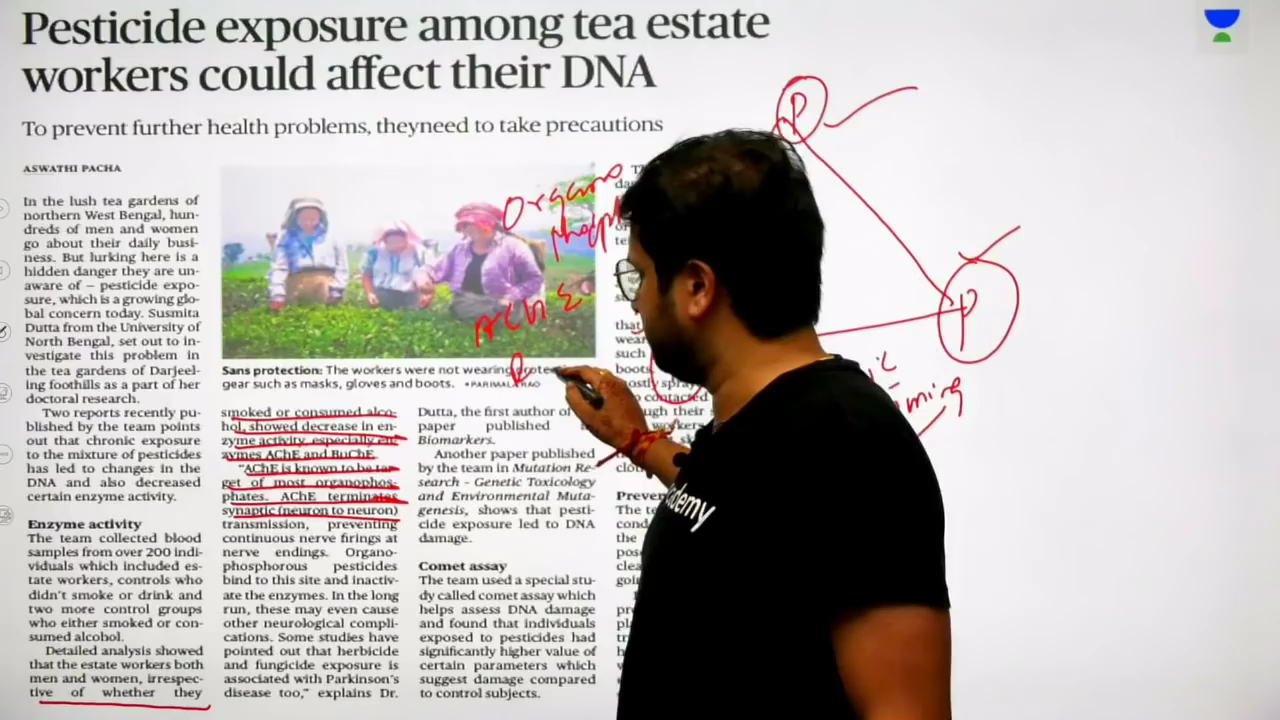 Pesticide exposure among tea estate
workers could affect their DNA
To prevent further health problems, theyneed to take precautions
ASWATHI PACHA
In the lush tea gardens of
northern West Bengal, hun-
dreds of men and women
go about their daily busi-
ness. But lurking here is a
hidden danger they are un-
aware of – pesticide expo-
sure, which is a growing glo-
bal concern today. Susmita
Dutta from the University of
North Bengal, set out to in-
vestigate this problem in
the tea gardens of Darjeel-
ing foothills as a part of her
doctoral research.
Two reports recently pu-
blished by the team points
out that chronic exposure
to the mixture of pesticides
has led to changes in the
DNA and also decreased
certain enzyme activity.
Enzyme activity
The team collected blood
samples from over 200 indi-
viduals which included es-
tate workers, controls who
didn't smoke or drink and
two more control groups
who either smoked or con-
sumed alcohol.
Detailed analysis showed
that the estate workers both
men and women, irrespec-
tive of whether they
Sans protection: The workers were not wearing
gear such as masks, gloves and boots. •PARIMALA RAO
smoked or consumed alco-
hol, showed decrease in en-
zyme activity, especially en-
zymes AChE and BuChE.
"AChE is known to be tar-
get of most organophos-
phates. AChE terminates
synaptic (neuron to neuron)
transmission, preventing
continuous nerve firings at
nerve endings. Organo-
phosphorous pesticides
bind to this site and inactiv-
ate the enzymes. In the long
run, these may even cause
other neurological compli-
cations. Some studies have
pointed out that herbicide
and fungicide exposure is
associated with Parkinson's
disease too," explains Dr.
Dutta, the first author of
paper published
Biomarkers.
Another paper published
by the team in Mutation Re-
search - Genetic Toxicology
and Environmental Muta-
genesis, shows that pesti-
cide exposure led to DNA
damage.
Comet assay
The team used a special stu-
dy called comet assay which
helps assess DNA damage
and found that individuals
exposed to pesticides had
significantly higher value of
certain parameters which
suggest damage compared
to control subjects.
Organo
AChE
P
P